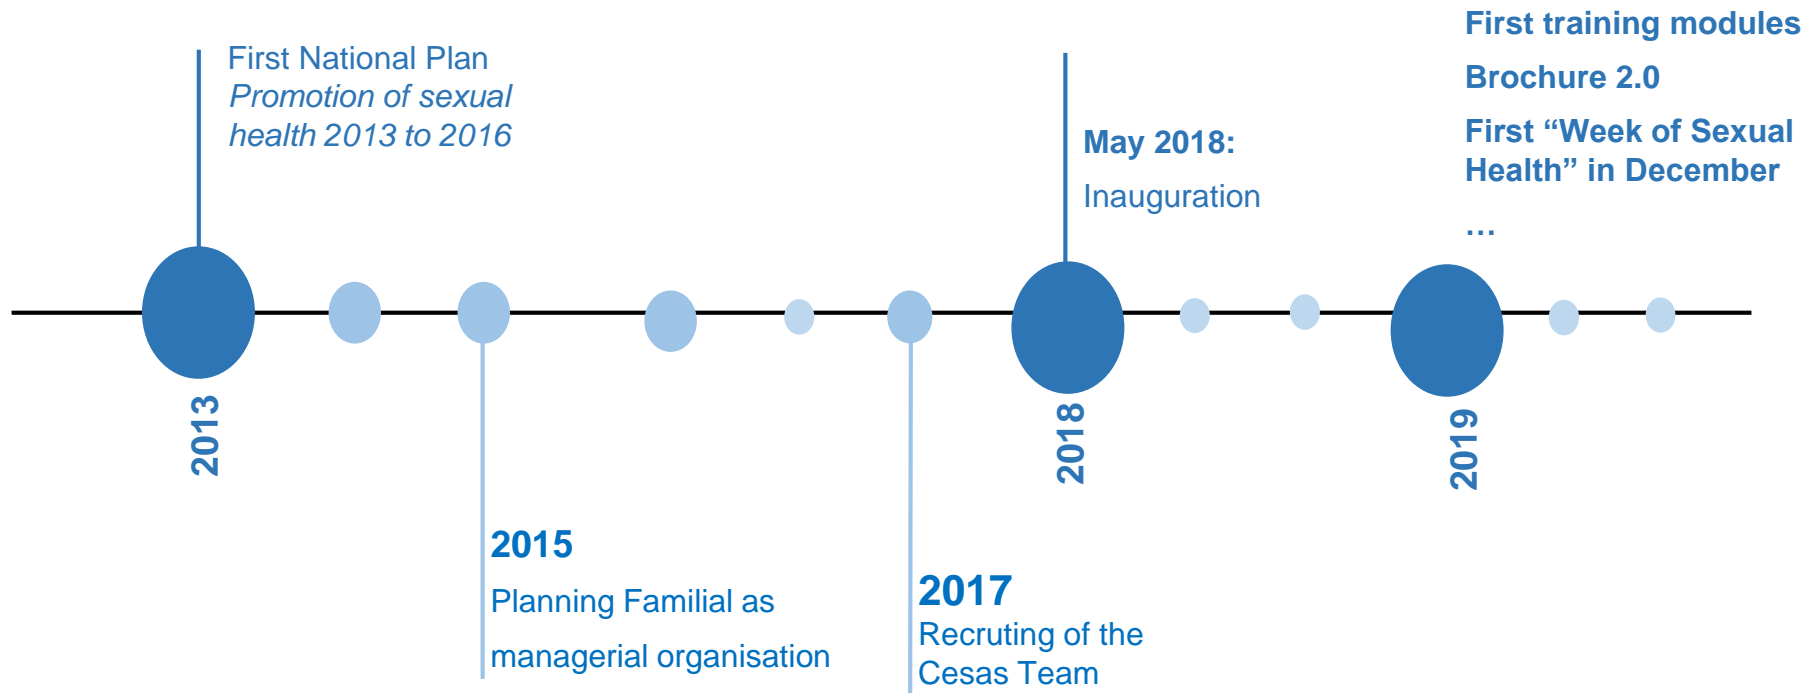 First National Plan
Promotion of sexual
health 2013 to 2016
2013
2015
Planning Familial as
managerial organisation
2017
Recruting of the
Cesas Team
May 2018:
Inauguration
2018
First training modules
Brochure 2.0
First “Week of Sexual
Health” in December
…
2019